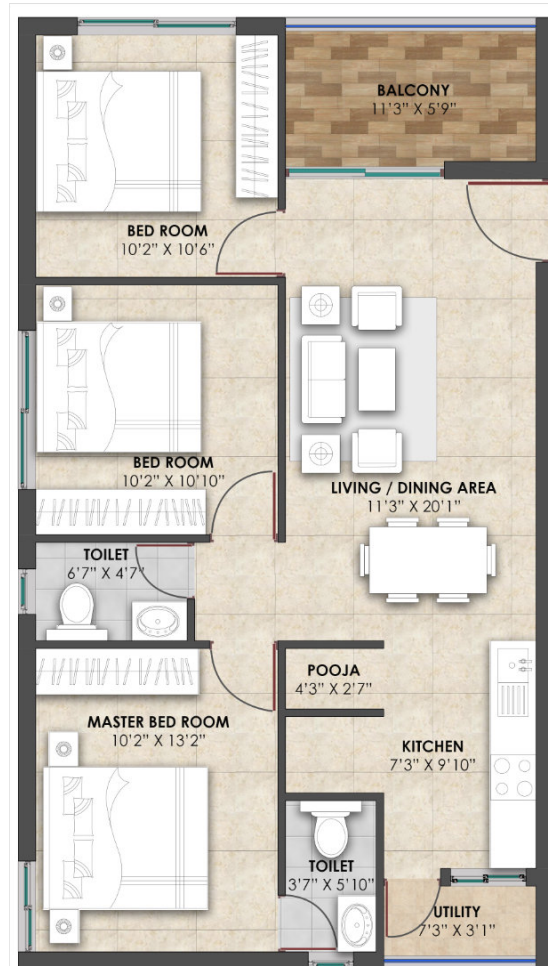 BALCONY
11'3" X 5'9"
BED ROOM
10'2" X 10'6"
BED ROOM
10'2" X 10'10"
LIVING / DINING AREA
11'3" X 20'1"
TOILET
6'7" X 4'7"
POOJA
4'3" X 2'7"
MASTER BED ROOM
10'2" X 13'2"
KITCHEN
7'3" X 9'10"
TOILET
3'7" X 5'10"
UTILITY
7'3" X 3'1"